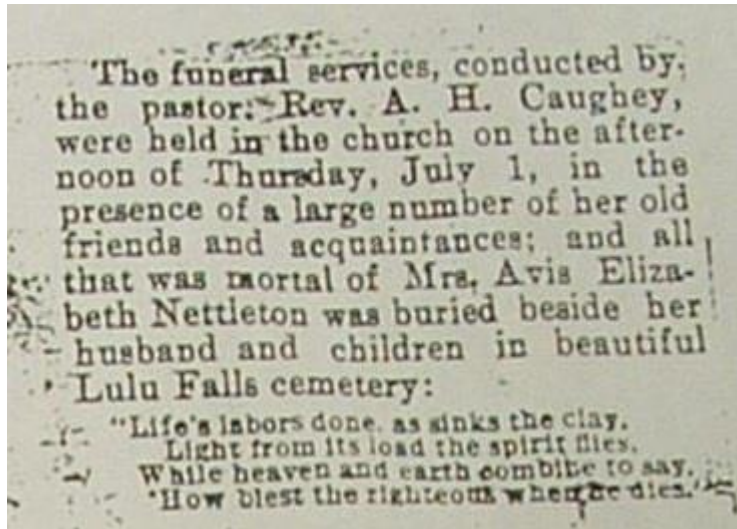 The funeral services, conducted by
the pastor, Rev. A. H. Caughey,
were held in the church on the after-
noon of Thursday, July 1, in the
presence of a large number of her old
friends and acquaintances; and all
that was mortal of Mrs. Avis Eliza-
beth Nettleton was buried beside her
husband and children in beautiful
Lulu Falls cemetery:
"Life's labors done, as sinks the clay,
Light from its load the spirit flies,
While heaven and earth combine to say,
'How blest the righteous when he dies.'